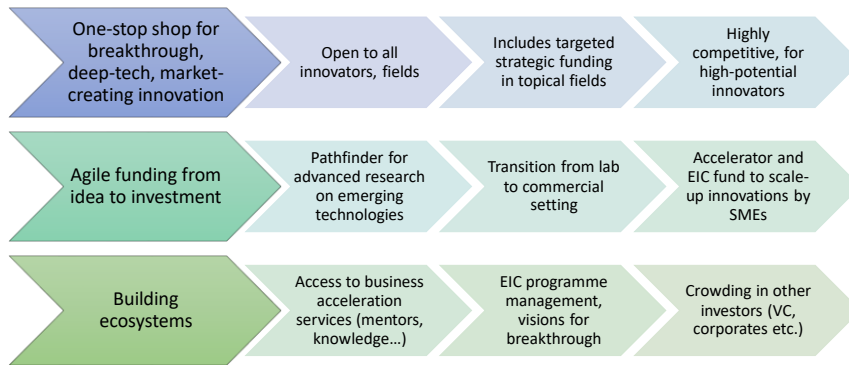 One-stop shop for
breakthrough,
deep-tech, market-
creating innovation
Open to all
innovators, fields
Includes targeted
strategic funding
in topical fields
Highly
competitive, for
high-potential
innovators
Agile funding from
idea to investment
Pathfinder for
advanced research
on emerging
technologies
Transition from lab
to commercial
setting
Accelerator and
EIC fund to scale-
up innovations by
SMEs
Building
ecosystems
Access to business
acceleration
services (mentors,
knowledge…)
EIC programme
management,
visions for
breakthrough
Crowding in other
investors (VC,
corporates etc.)